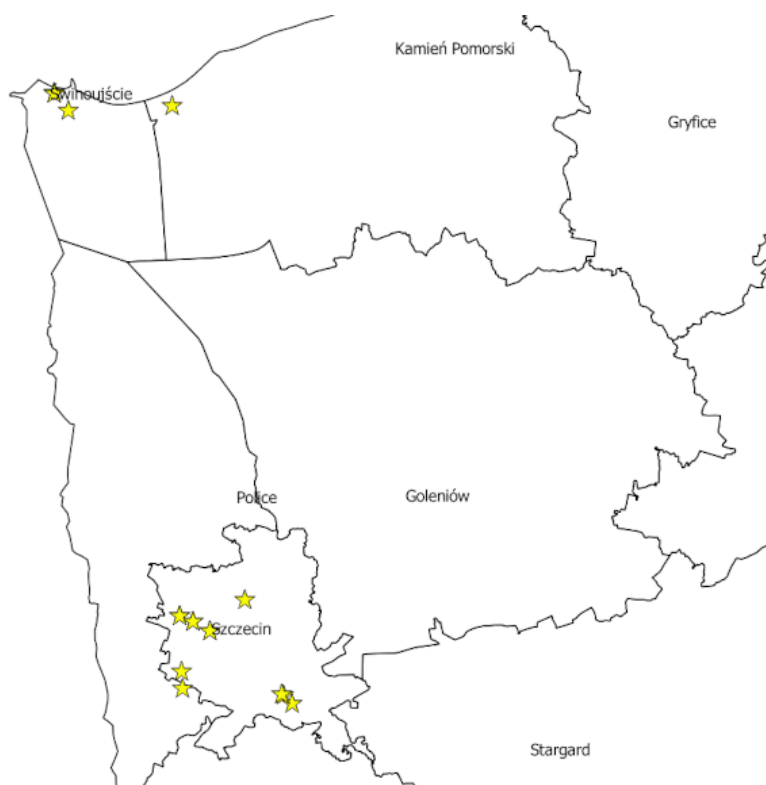 Kamień Pomorski
Świnoujście
Gryfice
Police
Goleniów
Szczecin
Stargard